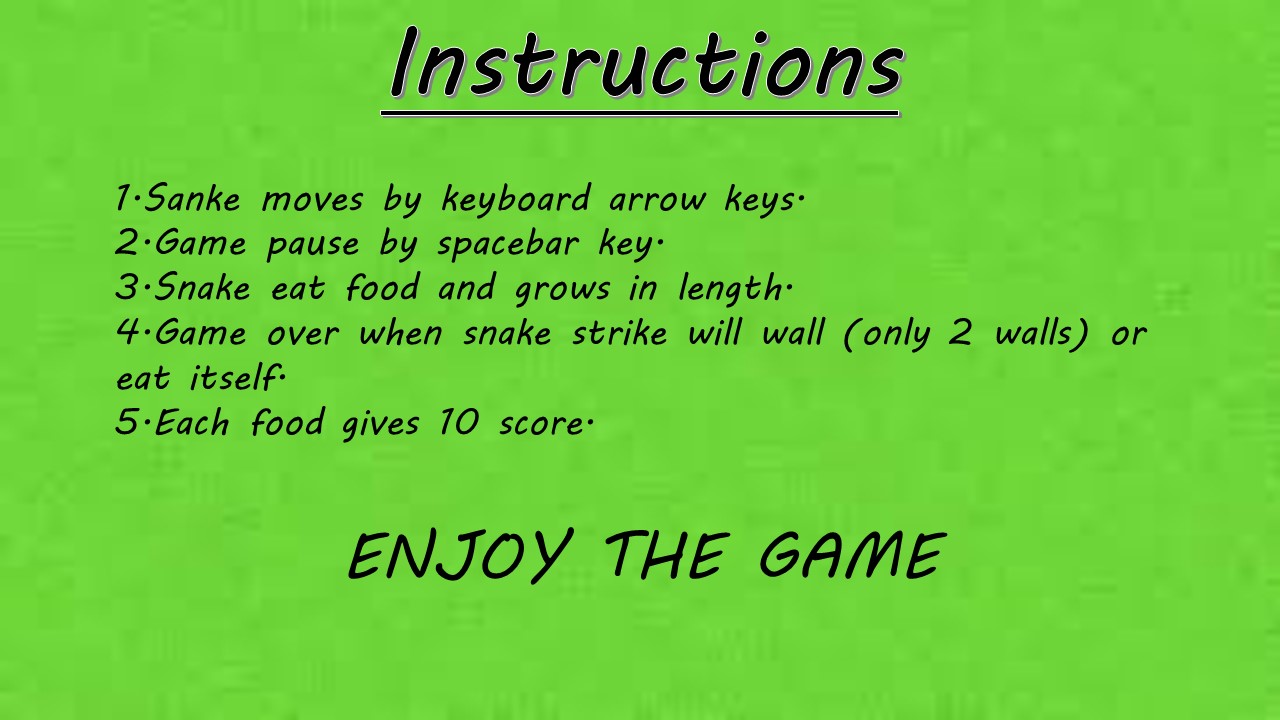 Instructions
1.Sanke moves by keyboard arrow keys.
2.Game pause by spacebar key.
3.Snake eat food and grows in length.
4.Game over when snake strike will wall (only 2 walls) or
eat itself.
5.Each food gives 10 score.
ENJOY THE GAME